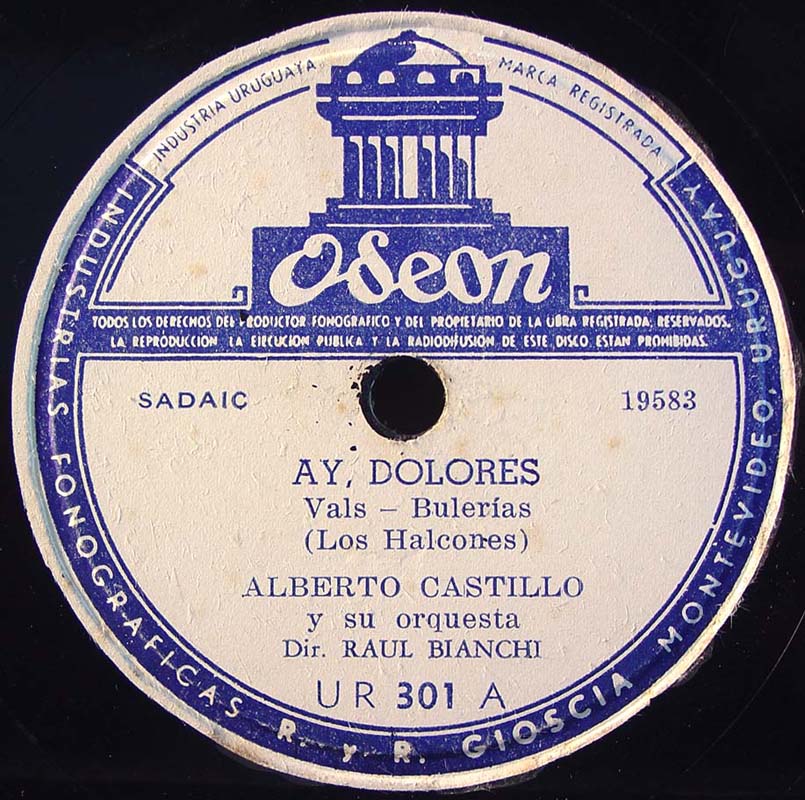 INDUSTRIA URUGUAYA
MARCA REGISTRADA
Odeon
TODOS LOS DERECHOS DEL PRODUCTOR FONOGRAFICO Y DEL PROPIETARIO DE LA OBRA REGISTRADA, RESERVADOS.
LA REPRODUCCION LA EJECUCION PUBLICA Y LA RADIODIFUSION DE ESTE DISCO ESTAN PROHIBIDAS.
SADAIC
19583
AY, DOLORES
Vals – Bulerías
(Los Halcones)
ALBERTO CASTILLO
y su orquesta
Dir. RAUL BIANCHI
UR 301 A
INDUSTRIAS FONOGRAFICAS R. y R. GIOSCIA MONTEVIDEO, URUGUAY